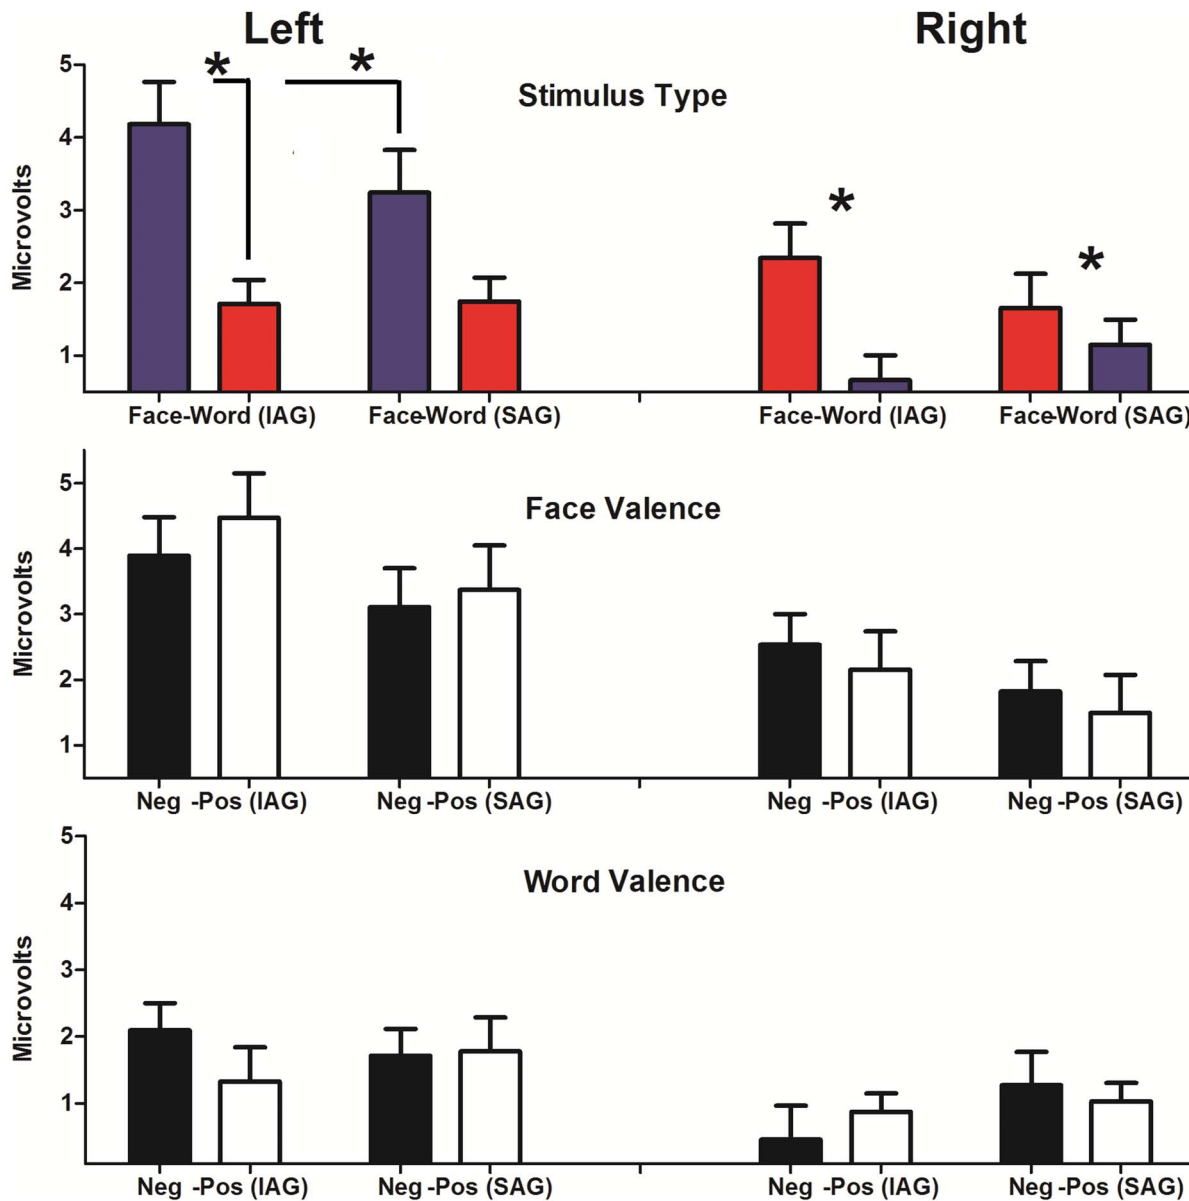 Left Right
* *
Stimulus Type
Microvolts
5
4
3
2
1
* *
Face-Word (IAG) Face-Word (SAG) Face-Word (IAG) Face-Word (SAG)
Face Valence
Microvolts
5
4
3
2
1
Neg -Pos (IAG) Neg -Pos (SAG) Neg -Pos (IAG) Neg -Pos (SAG)
Word Valence
Microvolts
5
4
3
2
1
Neg -Pos (IAG) Neg -Pos (SAG) Neg -Pos (IAG) Neg -Pos (SAG)